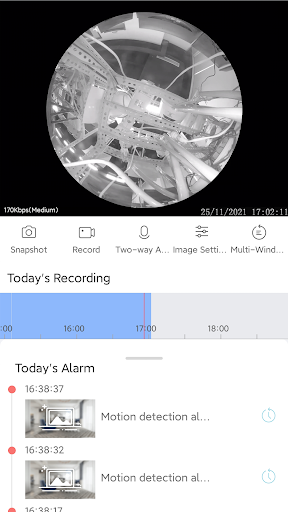 170Kbps(Medium)
25/11/2021 17:02:11
Snapshot
Record
Two-way A...
Image Setti...
Multi-Wind...
Today's Recording
:00
16:00
17:00
18:00
Today's Alarm
16:38:37
Motion detection al...
16:38:32
Motion detection al...
16:38:17